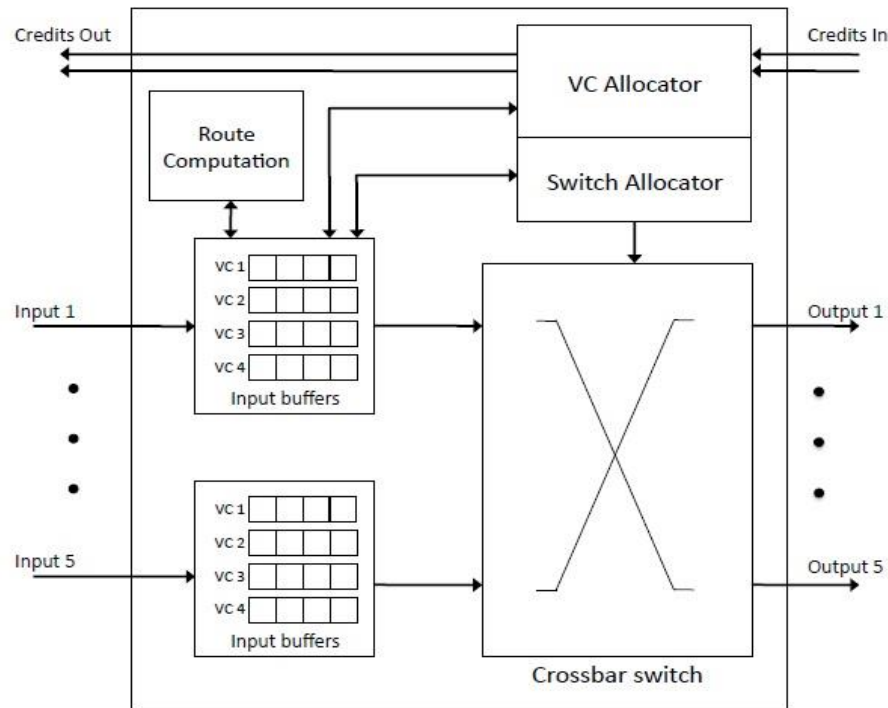 Credits Out
Credits In
VC Allocator
Route
Computation
Switch Allocator
VC 1
VC 2
VC 3
VC 4
Input buffers
Input 1
Output 1
VC 1
VC 2
VC 3
VC 4
Input buffers
Input 5
Output 5
Crossbar switch